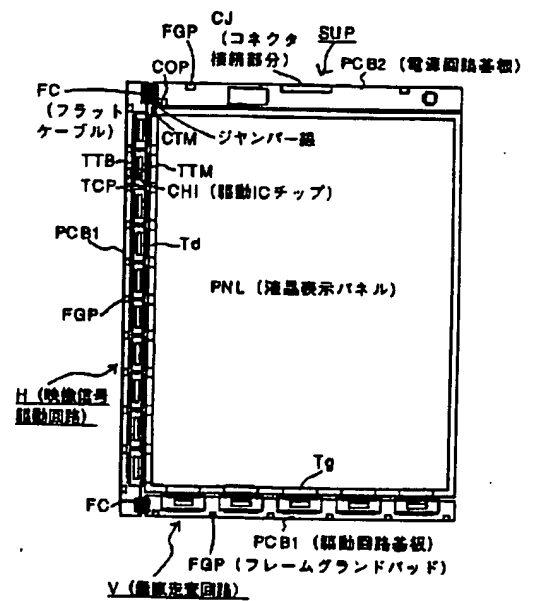 CJ
(コネクタ
接続部分)
SUP
FGP
PCB2 (電源回路基板)
COP
FC
(フラット
ケーブル)
CTM
ジャンパー線
TTB
TTM
TCP
CHI (駆動ICチップ)
PCB1
Td
PNL (液晶表示パネル)
FGP
H (映像信号
駆動回路)
Tg
FC
PCB1 (駆動回路基板)
FGP (フレームグランドパッド)
V (垂直走査回路)